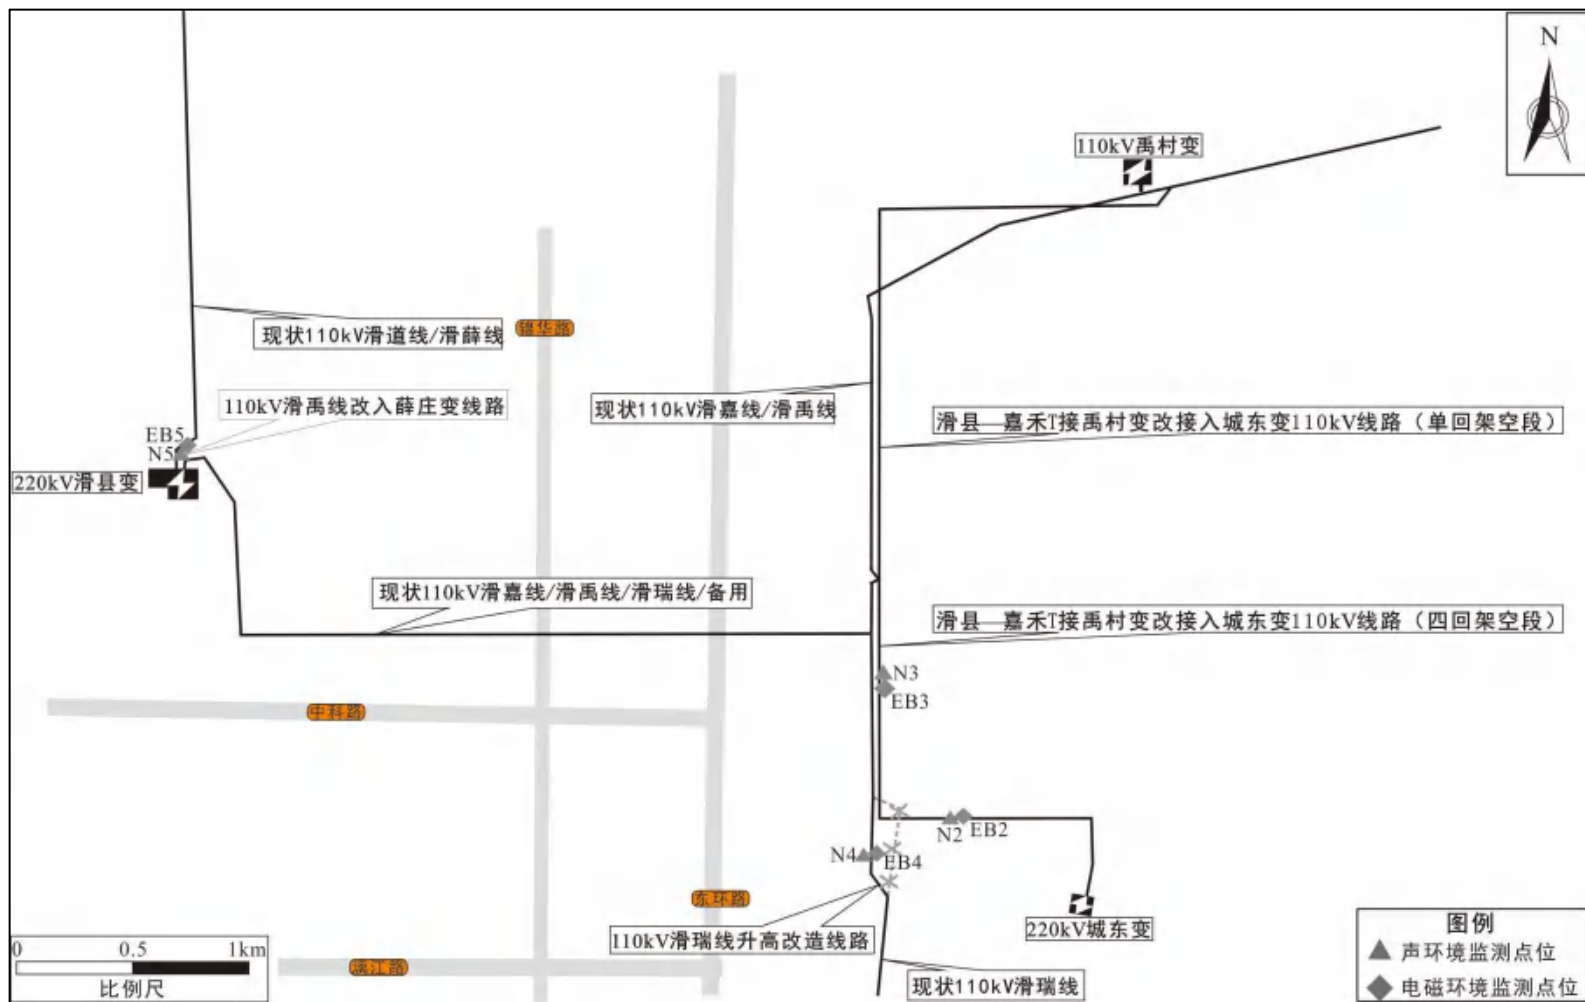 N
110kV禹村变
锦华路
现状110kV滑道线/滑薛线
110kV滑禹线改入薛庄变线路
现状110kV滑嘉线/滑禹线
滑县—嘉禾T接禹村变改接入城东变110kV线路（单回架空段）
EB5
N5
220kV滑县变
现状110kV滑嘉线/滑禹线/滑瑞线/备用
滑县—嘉禾T接禹村变改接入城东变110kV线路（四回架空段）
N3
EB3
中科路
N2
EB2
N4
EB4
东环路
220kV城东变
110kV滑瑞线升高改造线路
图例
声环境监测点位
电磁环境监测点位
0 0.5 1km
比例尺
漓江路
现状110kV滑瑞线